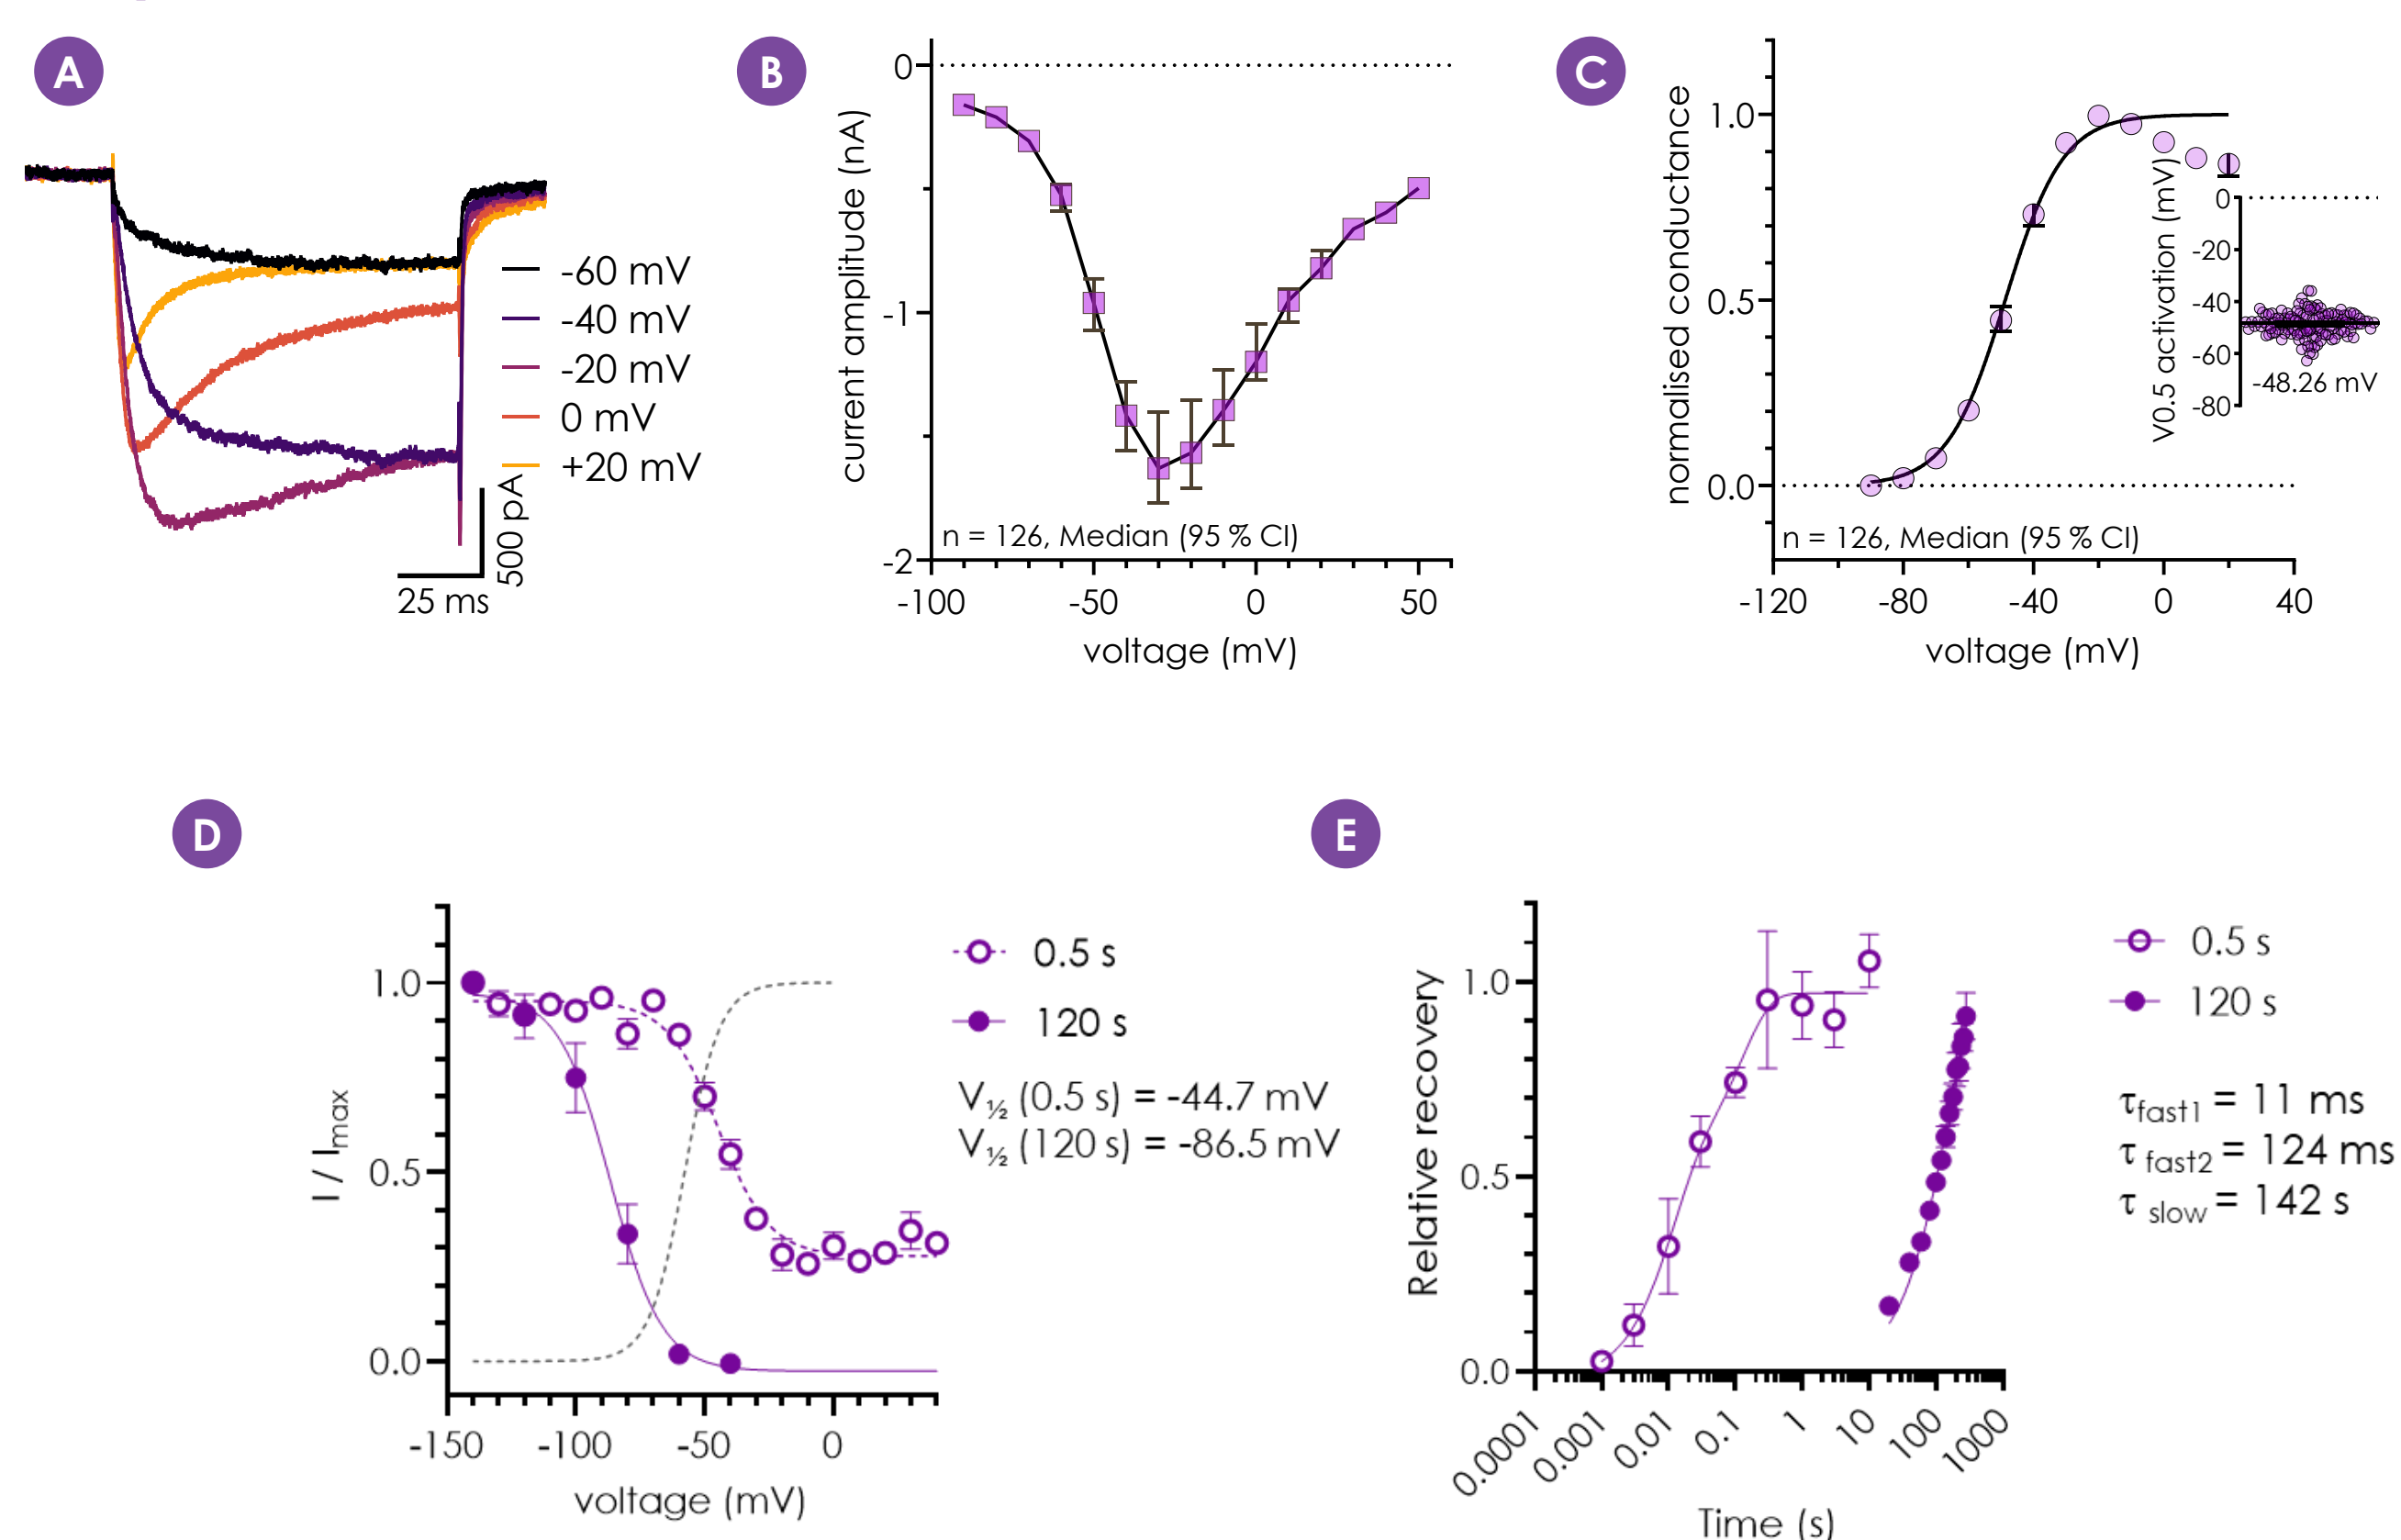 A
-60 mV
-40 mV
-20 mV
0 mV
+20 mV
500 pA
25 ms
B
current amplitude (nA)
0
-1
-2
n = 126, Median (95 % CI)
-100 -50 0 50
voltage (mV)
C
normalised conductance
1.0
0.5
0.0
n = 126, Median (95 % CI)
-120 -80 -40 0 40
voltage (mV)
V0.5 activation (mV)
0
-20
-40
-60
-80
-48.26 mV
D
I / Imax
1.0
0.5
0.0
-150 -100 -50 0
voltage (mV)
0.5 s
120 s
V½ (0.5 s) = -44.7 mV
V½ (120 s) = -86.5 mV
E
Relative recovery
1.0
0.5
0.0
0.0001 0.001 0.01 0.1 1 10 100 1000
Time (s)
0.5 s
120 s
τfast1 = 11 ms
τ fast2 = 124 ms
τ slow = 142 s